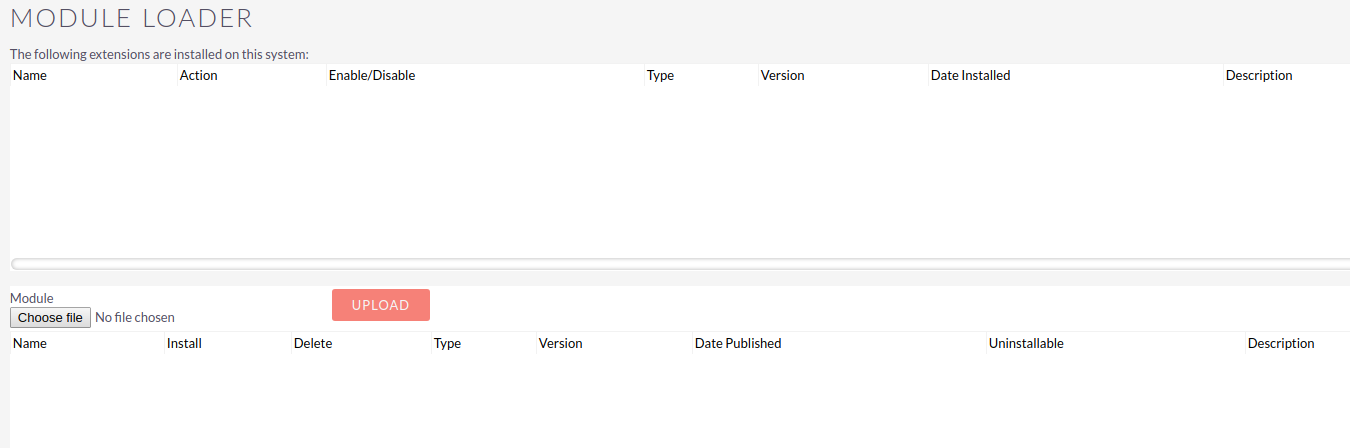 MODULE LOADER
The following extensions are installed on this system:
Name Action Enable/Disable Type Version Date Installed Description
Module
UPLOAD
Choose file No file chosen
Name Install Delete Type Version Date Published Uninstallable Description